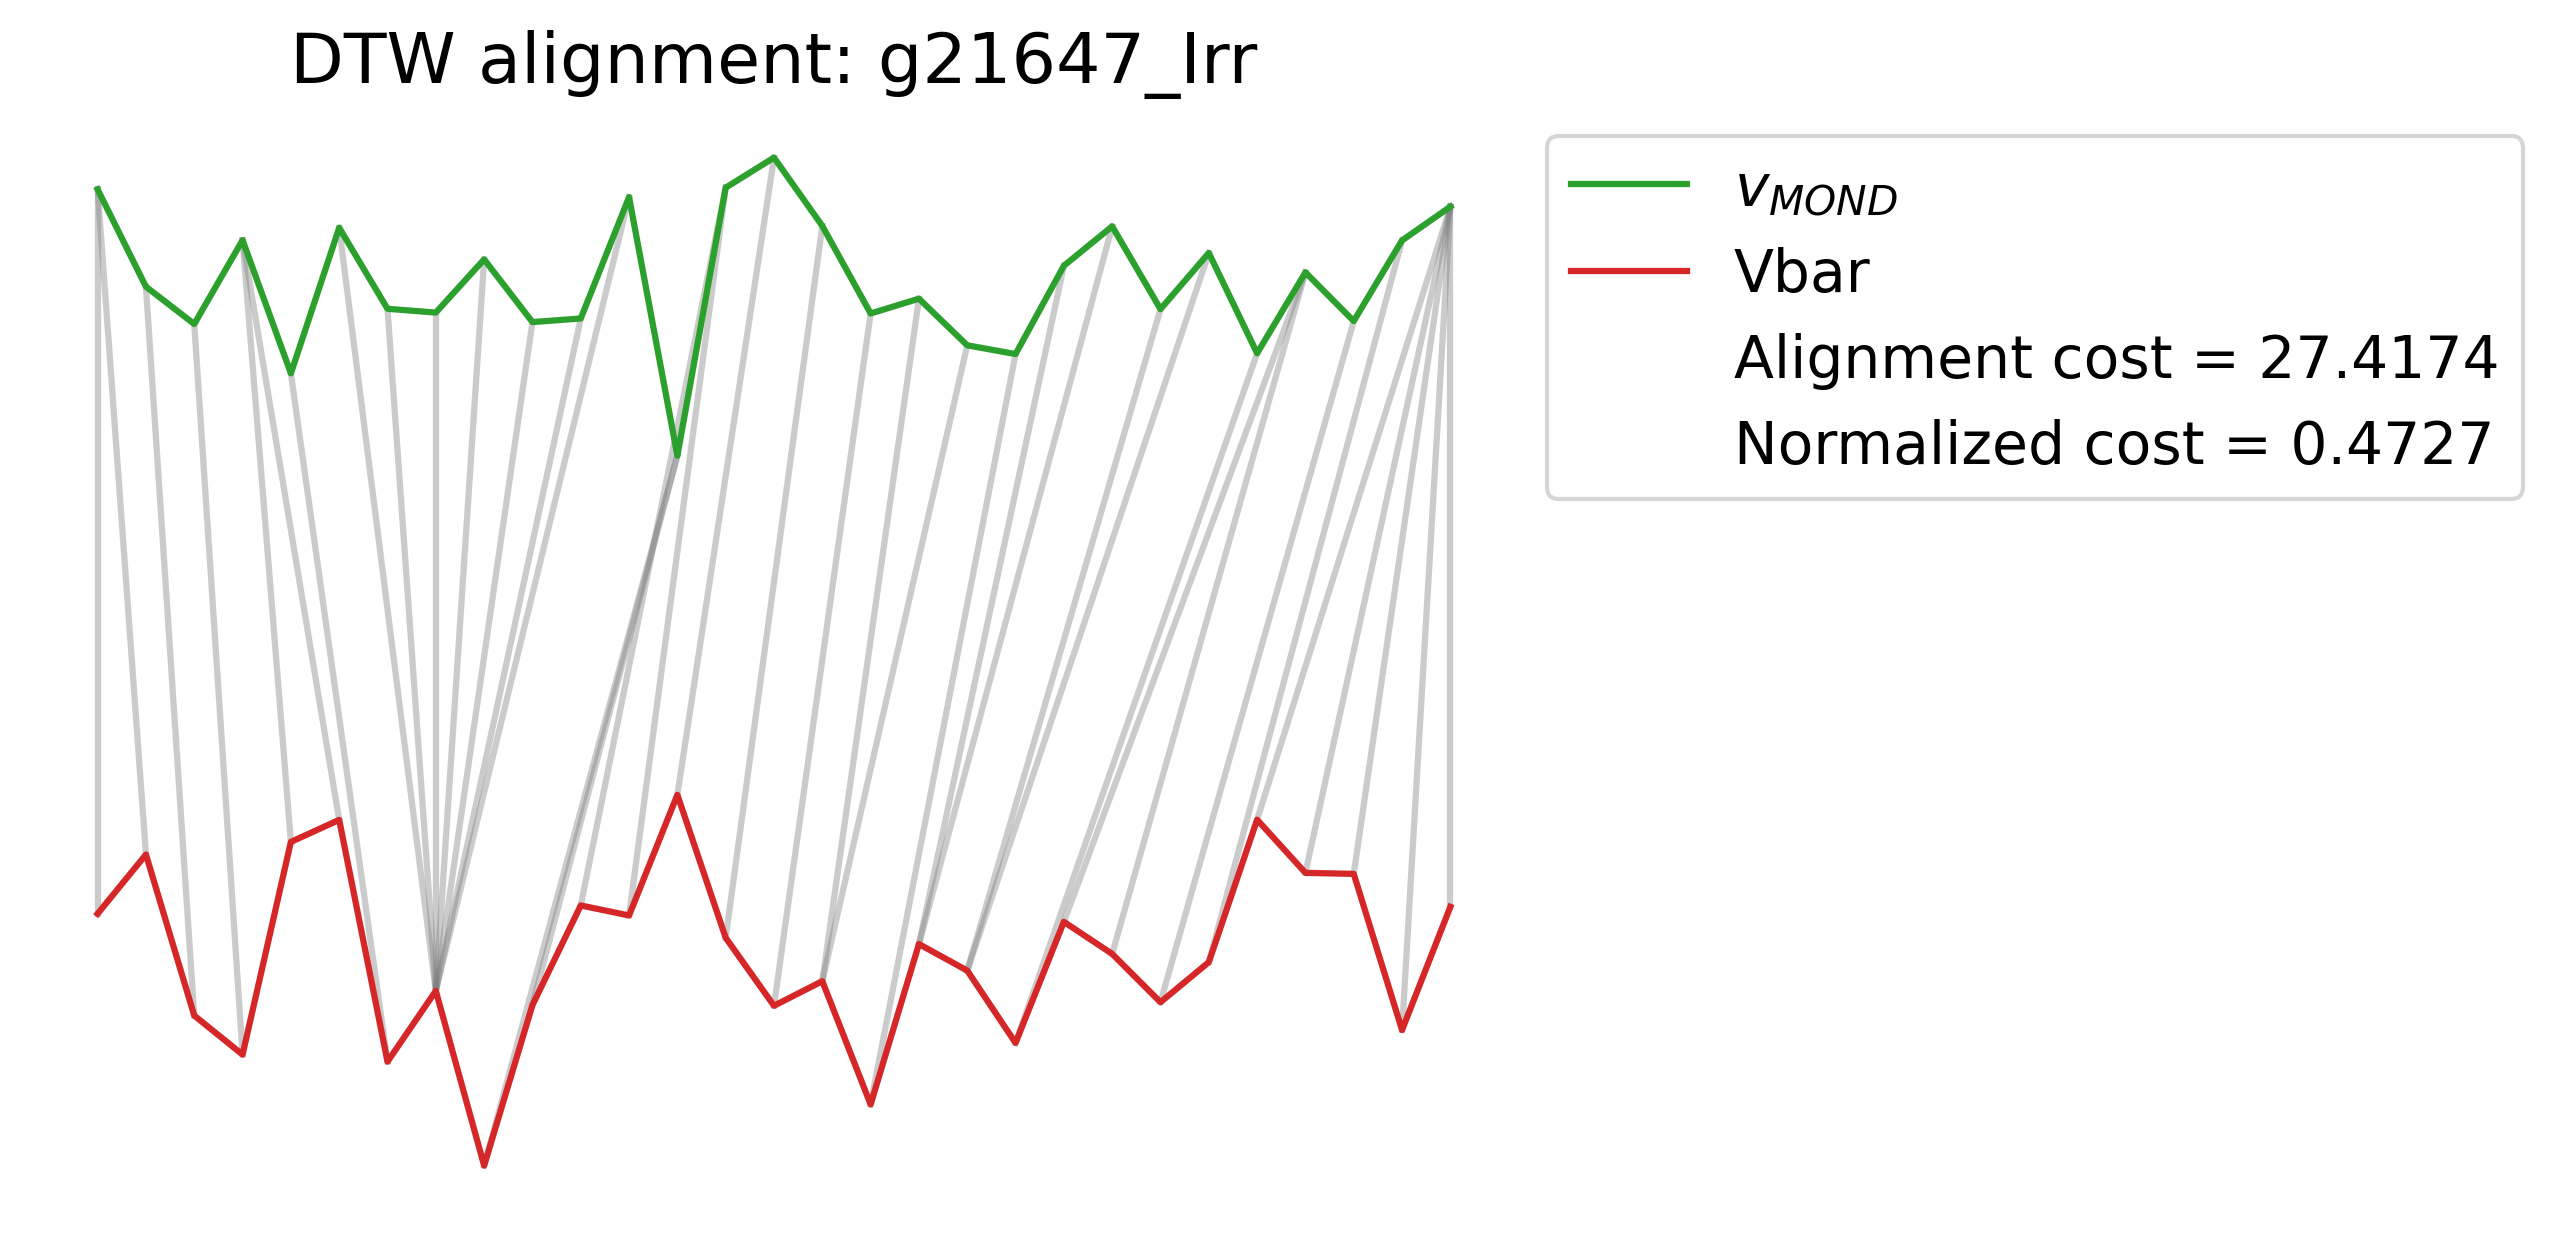 DTW alignment: g21647_Irr
v_MOND
Vbar
Alignment cost = 27.4174
Normalized cost = 0.4727